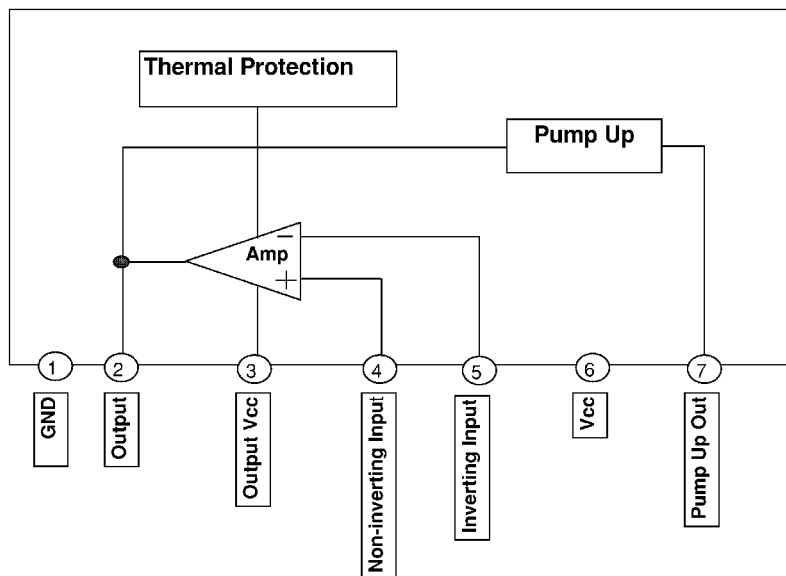 Thermal Protection
Pump Up
−
Amp
+
1
2
3
4
5
6
7
GND
Output
Output Vcc
Non-inverting Input
Inverting Input
Vcc
Pump Up Out